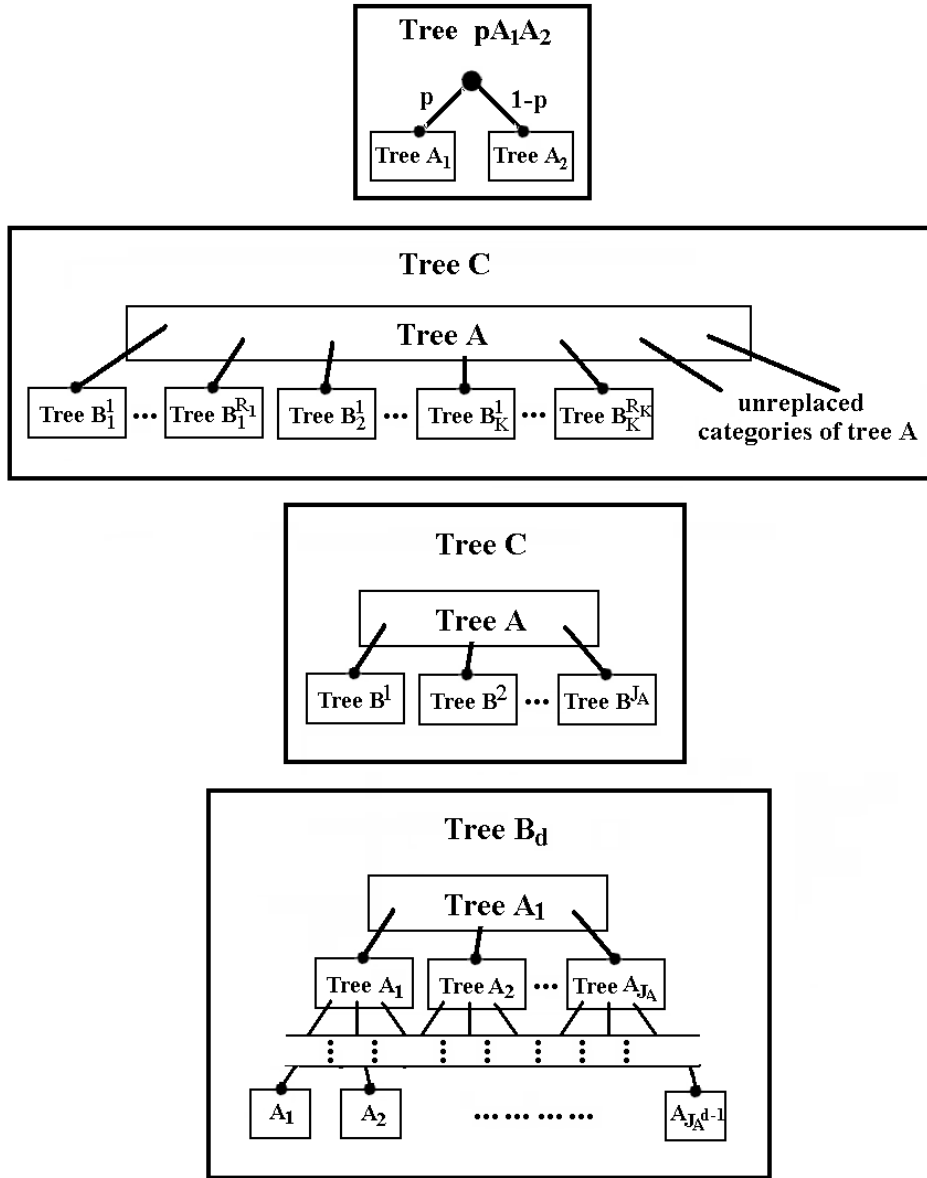 Tree pA₁A₂
p 1-p
Tree A₁ Tree A₂
Tree C
Tree A
Tree B₁¹ ... Tree B₁^R₁ Tree B₂¹ ... Tree B_K¹ ... Tree B_K^R_K
unreplaced
categories of tree A
Tree C
Tree A
Tree B¹ Tree B² ... Tree B^J_A
Tree B_d
Tree A₁
Tree A₁ Tree A₂ ... Tree A_J_A
A₁ A₂ ... ... ... ... A_J_A^d-1